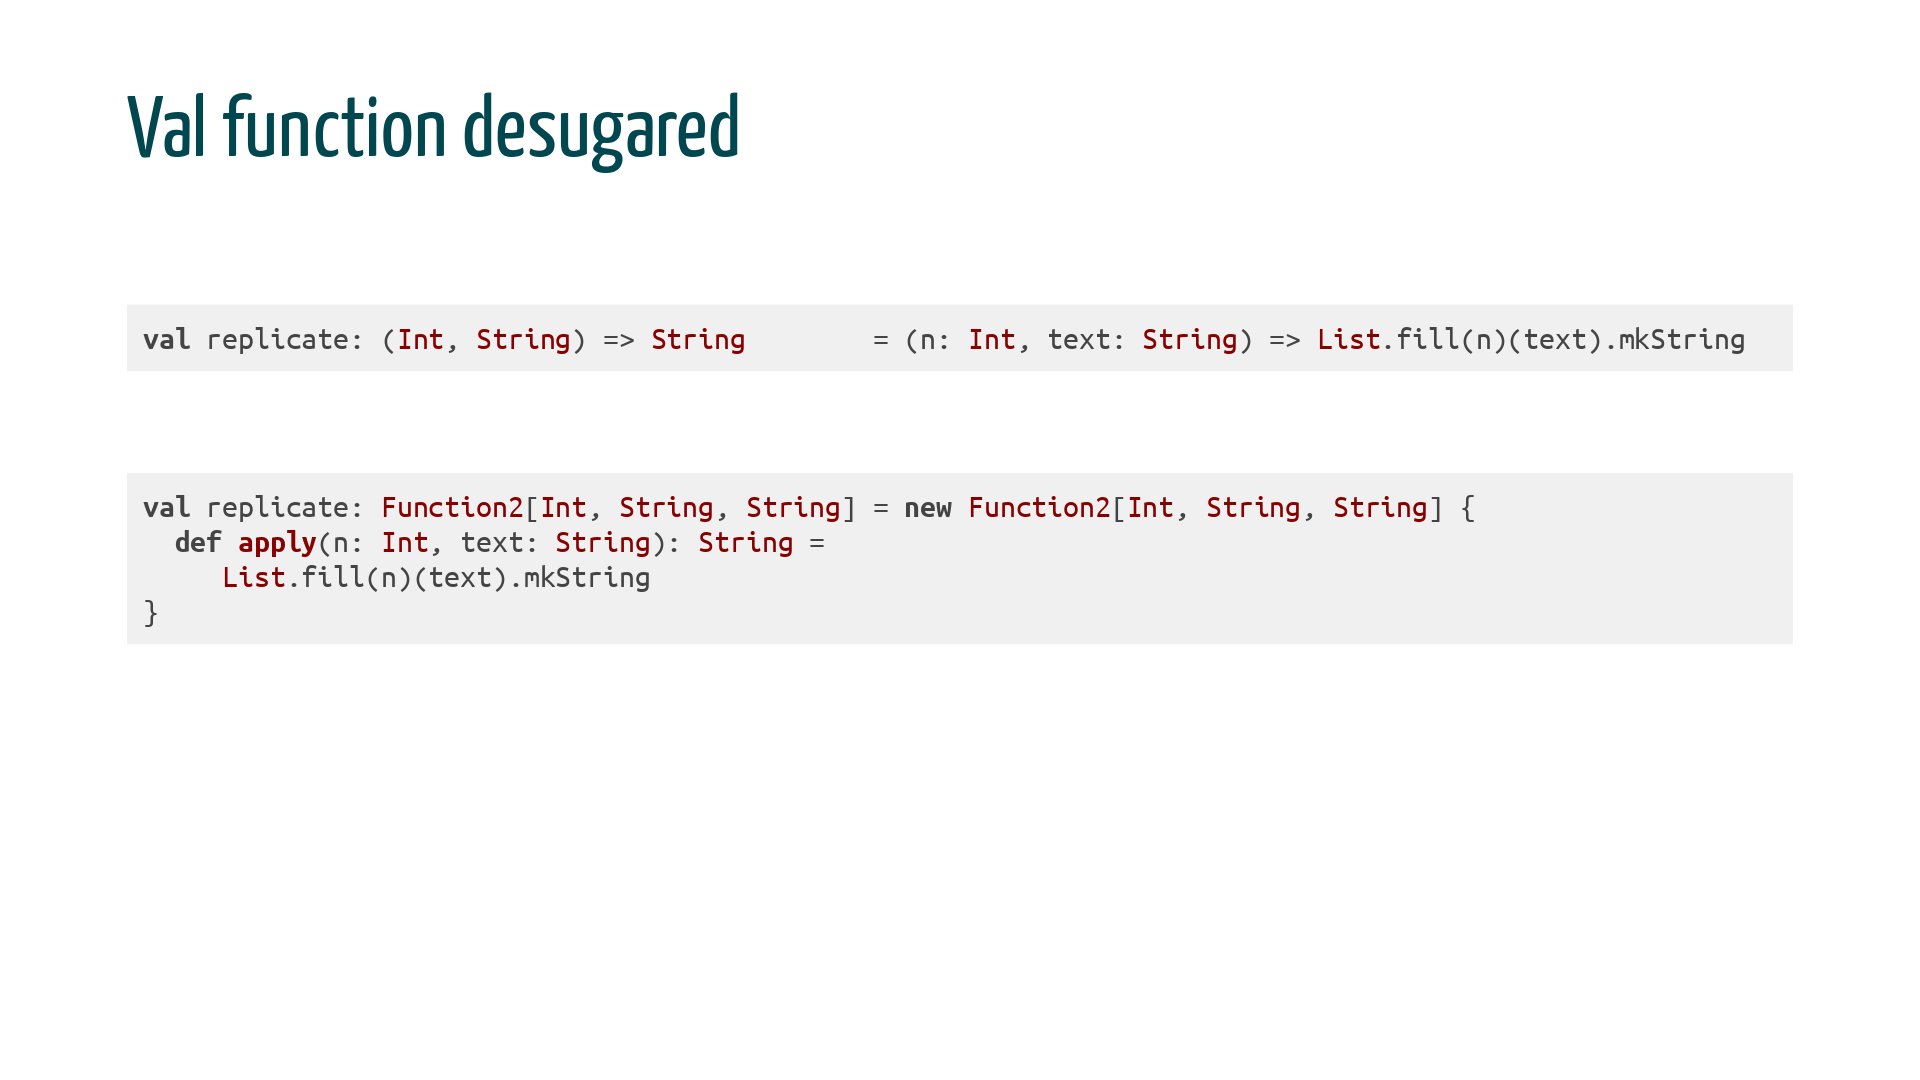 Val function desugared
val replicate: (Int, String) => String        = (n: Int, text: String) => List.fill(n)(text).mkString
val replicate: Function2[Int, String, String] = new Function2[Int, String, String] {
  def apply(n: Int, text: String): String =
     List.fill(n)(text).mkString
}